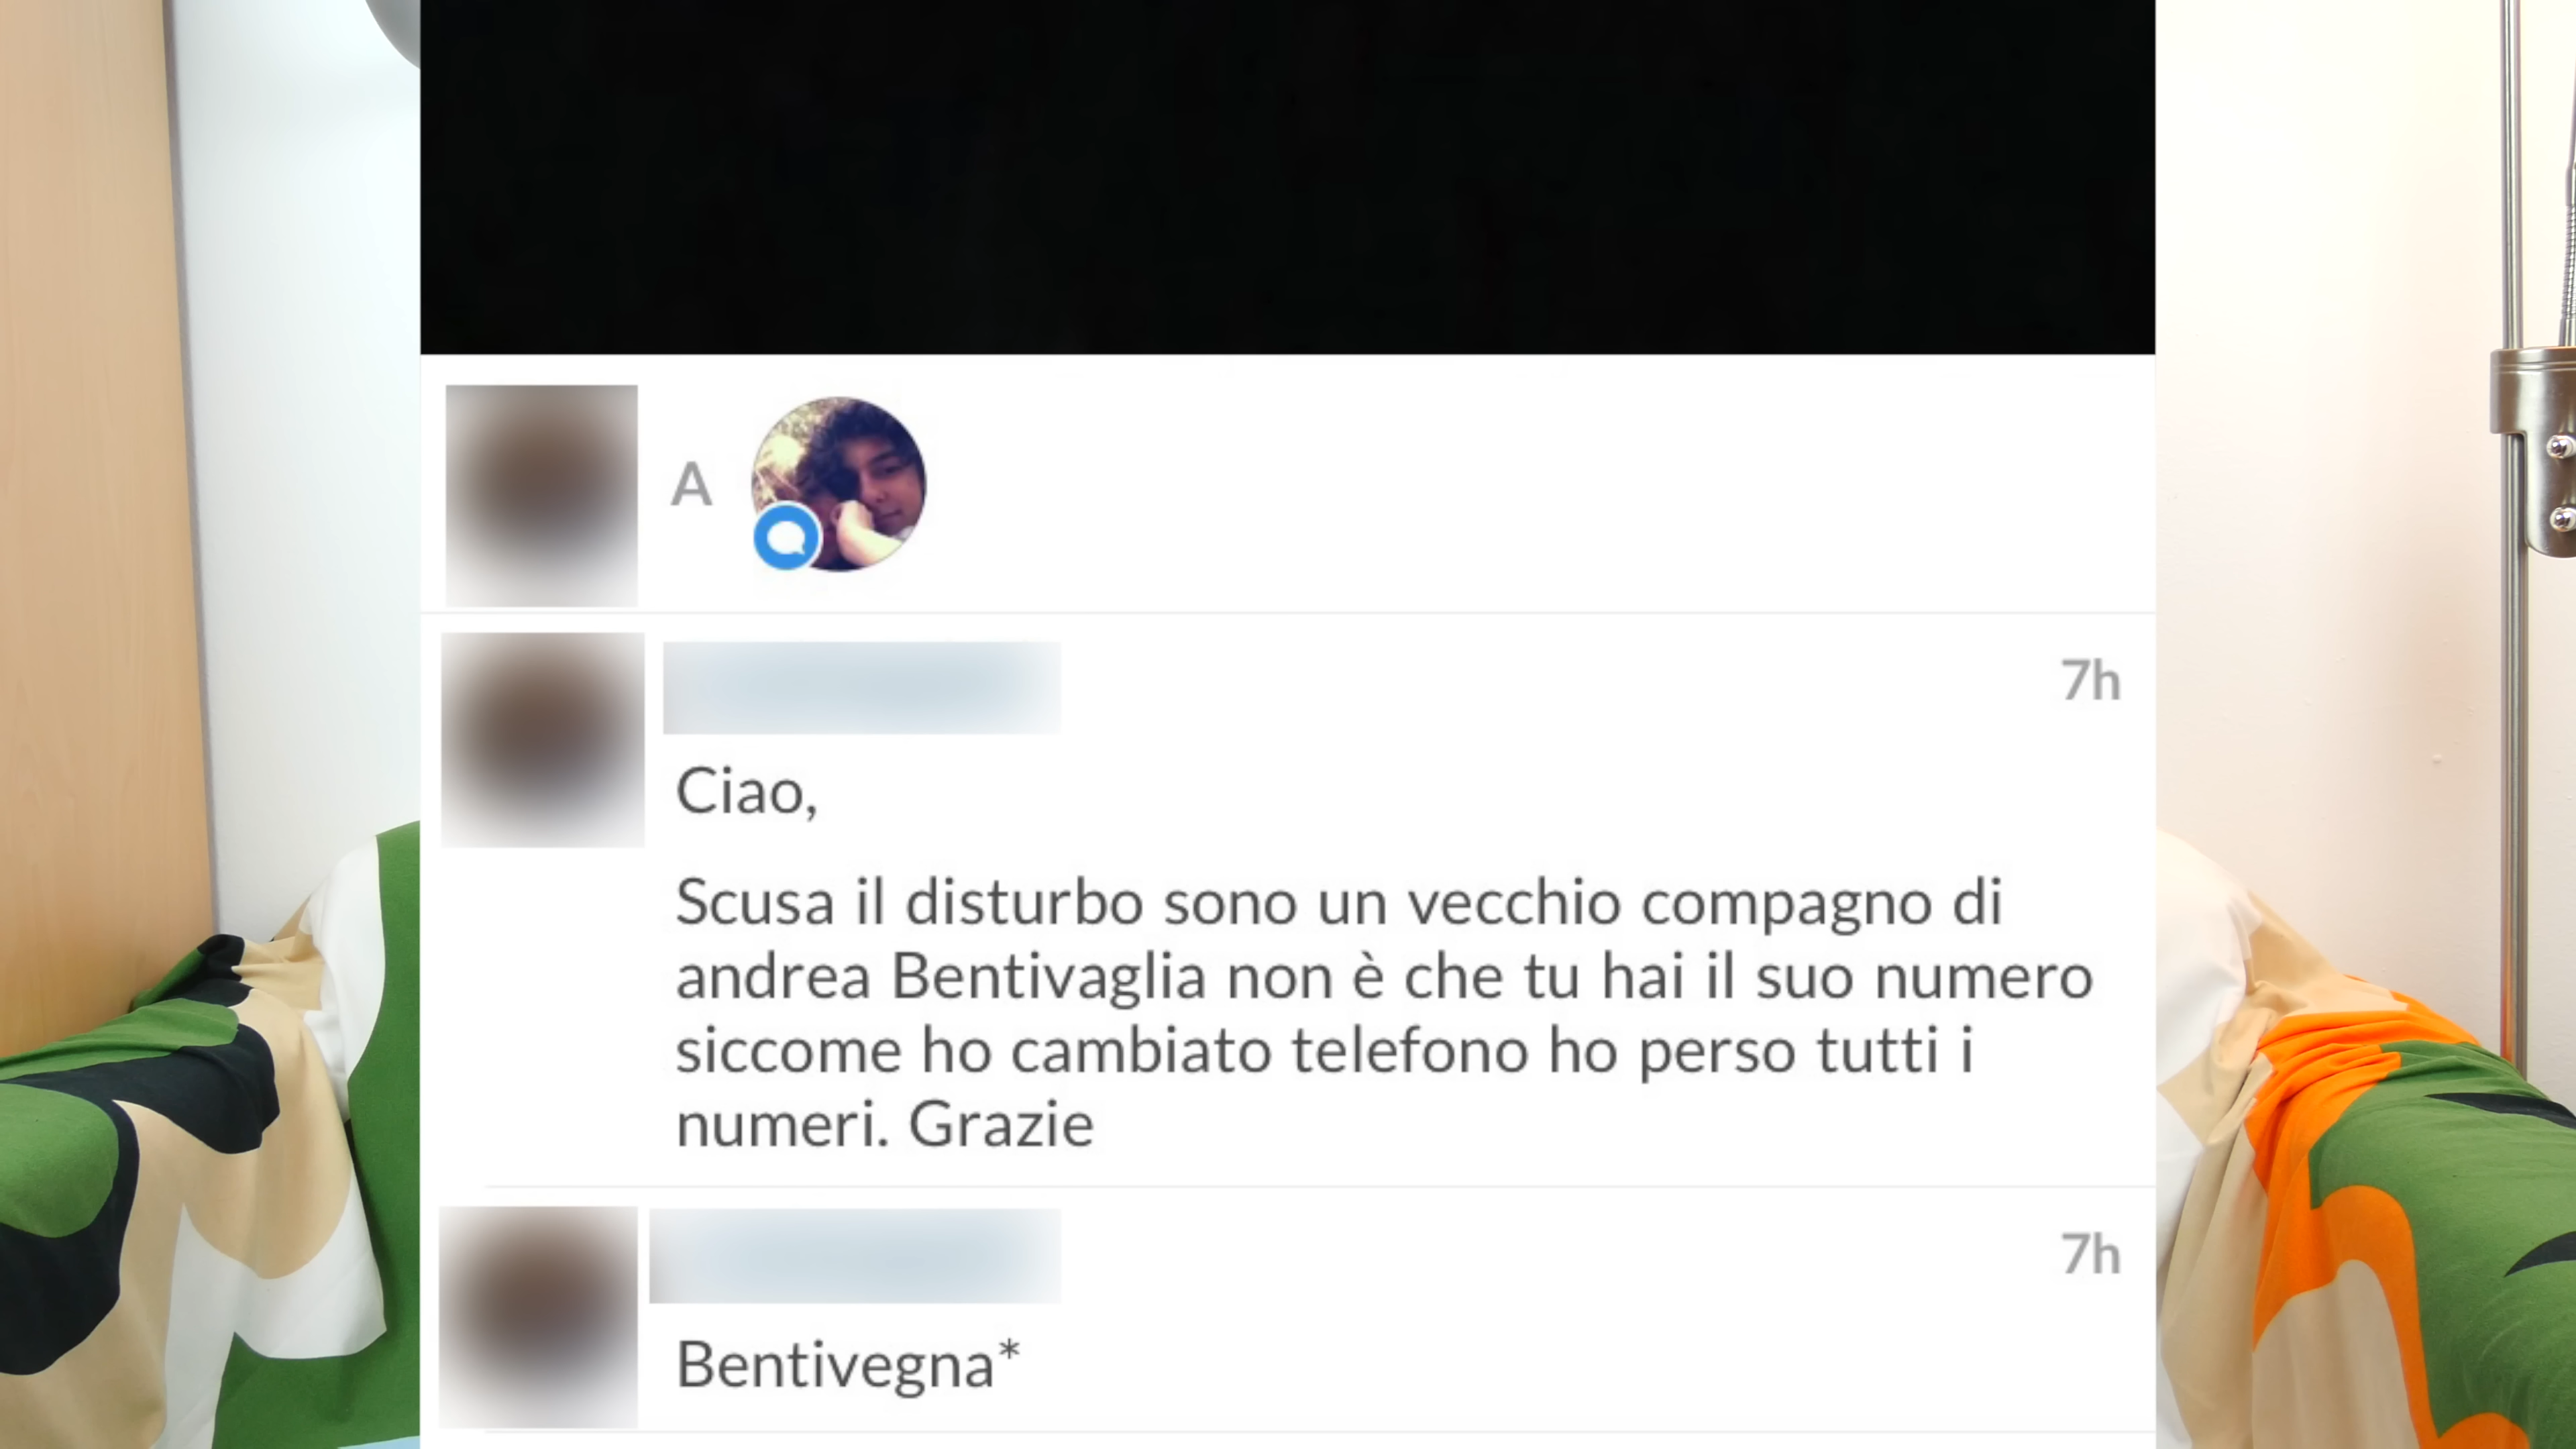 A
7h
Ciao,
Scusa il disturbo sono un vecchio compagno di
andrea Bentivaglia non è che tu hai il suo numero
siccome ho cambiato telefono ho perso tutti i
numeri. Grazie
7h
Bentivegna*